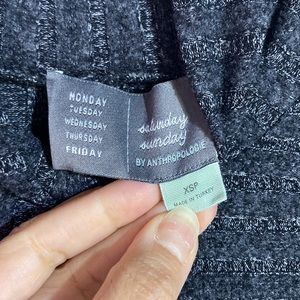 MONDAY
TUESDAY
WEDNESDAY
THURSDAY
FRIDAY
saturday
sunday
BY ANTHROPOLOGIE
XSP
MADE IN TURKEY